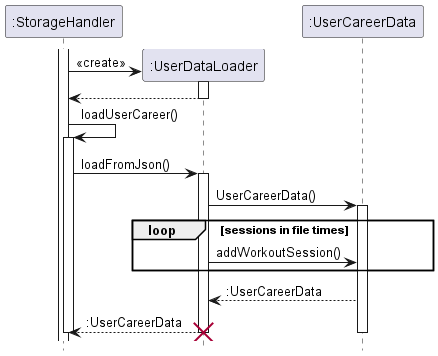 :StorageHandler
:UserCareerData
«create»
:UserDataLoader
loadUserCareer()
loadFromJson()
UserCareerData()
loop
[sessions in file times]
addWorkoutSession()
:UserCareerData
:UserCareerData